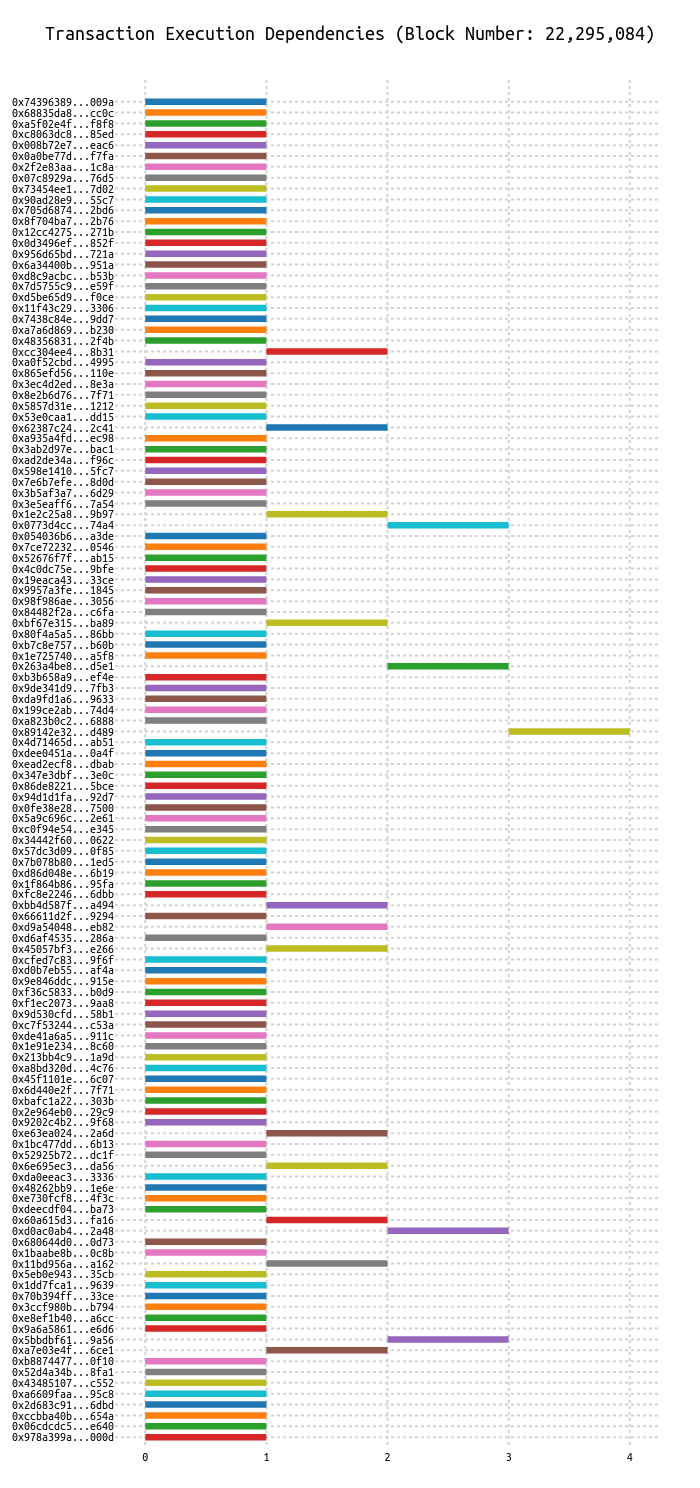 Transaction Execution Dependencies (Block Number: 22,295,084)
0x74396389...009a
0x68835da8...cc0c
0xa5f02e4f...f8f8
0xc8063dc8...85ed
0x008b72e7...eac6
0x0a0be77d...f7fa
0x2f2e83aa...1c8a
0x07c8929a...76d5
0x73454ee1...7d02
0x90ad28e9...55c7
0x705d6874...2bd6
0x8f704ba7...2b76
0x12cc4275...271b
0x0d3496ef...852f
0x956d65bd...721a
0x6a34400b...951a
0xd8c9acbc...b53b
0x7d5755c9...e59f
0xd5be65d9...f0ce
0x11f43c29...3306
0x7438c84e...9dd7
0xa7a6d869...b230
0x48356831...2f4b
0xcc304ee4...8b31
0xa0f52cbd...4995
0x865efd56...110e
0x3ec4d2ed...8e3a
0x8e2b6d76...7f71
0x5857d31e...1212
0x53e0caa1...dd15
0x62387c24...2c41
0xa935a4fd...ec98
0x3ab2d97e...bac1
0xad2de34a...f96c
0x598e1410...5fc7
0x7e6b7efe...8d0d
0x3b5af3a7...6d29
0x3e5eaff6...7a54
0x1e2c25a8...9b97
0x0773d4cc...74a4
0x054036b6...a3de
0x7ce72232...0546
0x52676f7f...ab15
0x4c0dc75e...9bfe
0x19eaca43...33ce
0x9957a3fe...1845
0x98f986ae...3056
0x84482f2a...c6fa
0xbf67e315...ba89
0x80f4a5a5...86bb
0xb7c8e757...b60b
0x1e725740...a5f8
0x263a4be8...d5e1
0xb3b658a9...ef4e
0x9de341d9...7fb3
0xda9fd1a6...9633
0x199ce2ab...74d4
0xa823b0c2...6888
0x89142e32...d489
0x4d71465d...ab51
0xdee0451a...0a4f
0xead2ecf8...dbab
0x347e3dbf...3e0c
0x86de8221...5bce
0x94d1d1fa...92d7
0x0fe38e28...7500
0x5a9c696c...2e61
0xc0f94e54...e345
0x34442f60...0622
0x57dc3d09...0f85
0x7b078b80...1ed5
0xd86d048e...6b19
0x1f864b86...95fa
0xfc8e2246...6dbb
0xbb4d587f...a494
0x66611d2f...9294
0xd9a54048...eb82
0xd6af4535...286a
0x45057bf3...e266
0xcfed7c83...9f6f
0xd0b7eb55...af4a
0x9e846ddc...915e
0xf36c5833...b0d9
0xf1ec2073...9aa8
0x9d530cfd...58b1
0xc7f53244...c53a
0xde41a6a5...911c
0x1e91e234...8c60
0x213bb4c9...1a9d
0xa8bd320d...4c76
0x45f1101e...6c07
0x6d440e2f...7f71
0xbafc1a22...303b
0x2e964eb0...29c9
0x9202c4b2...9f68
0xe63ea024...2a6d
0x1bc477dd...6b13
0x52925b72...dc1f
0x6e695ec3...da56
0xda0eeac3...3336
0x48262bb9...1e6e
0xe730fcf8...4f3c
0xdeecdf04...ba73
0x60a615d3...fa16
0xd0ac0ab4...2a48
0x680644d0...0d73
0x1baabe8b...0c8b
0x11bd956a...a162
0x5eb0e943...35cb
0x1dd7fca1...9639
0x70b394ff...33ce
0x3ccf980b...b794
0xe8ef1b40...a6cc
0x9a6a5861...e6d6
0x5bbdbf61...9a56
0xa7e03e4f...6ce1
0xb8874477...0f10
0x52d4a34b...8fa1
0x43485107...c552
0xa6609faa...95c8
0x2d683c91...6dbd
0xccbba40b...654a
0x06cdcdc5...e640
0x978a399a...000d
0 1 2 3 4